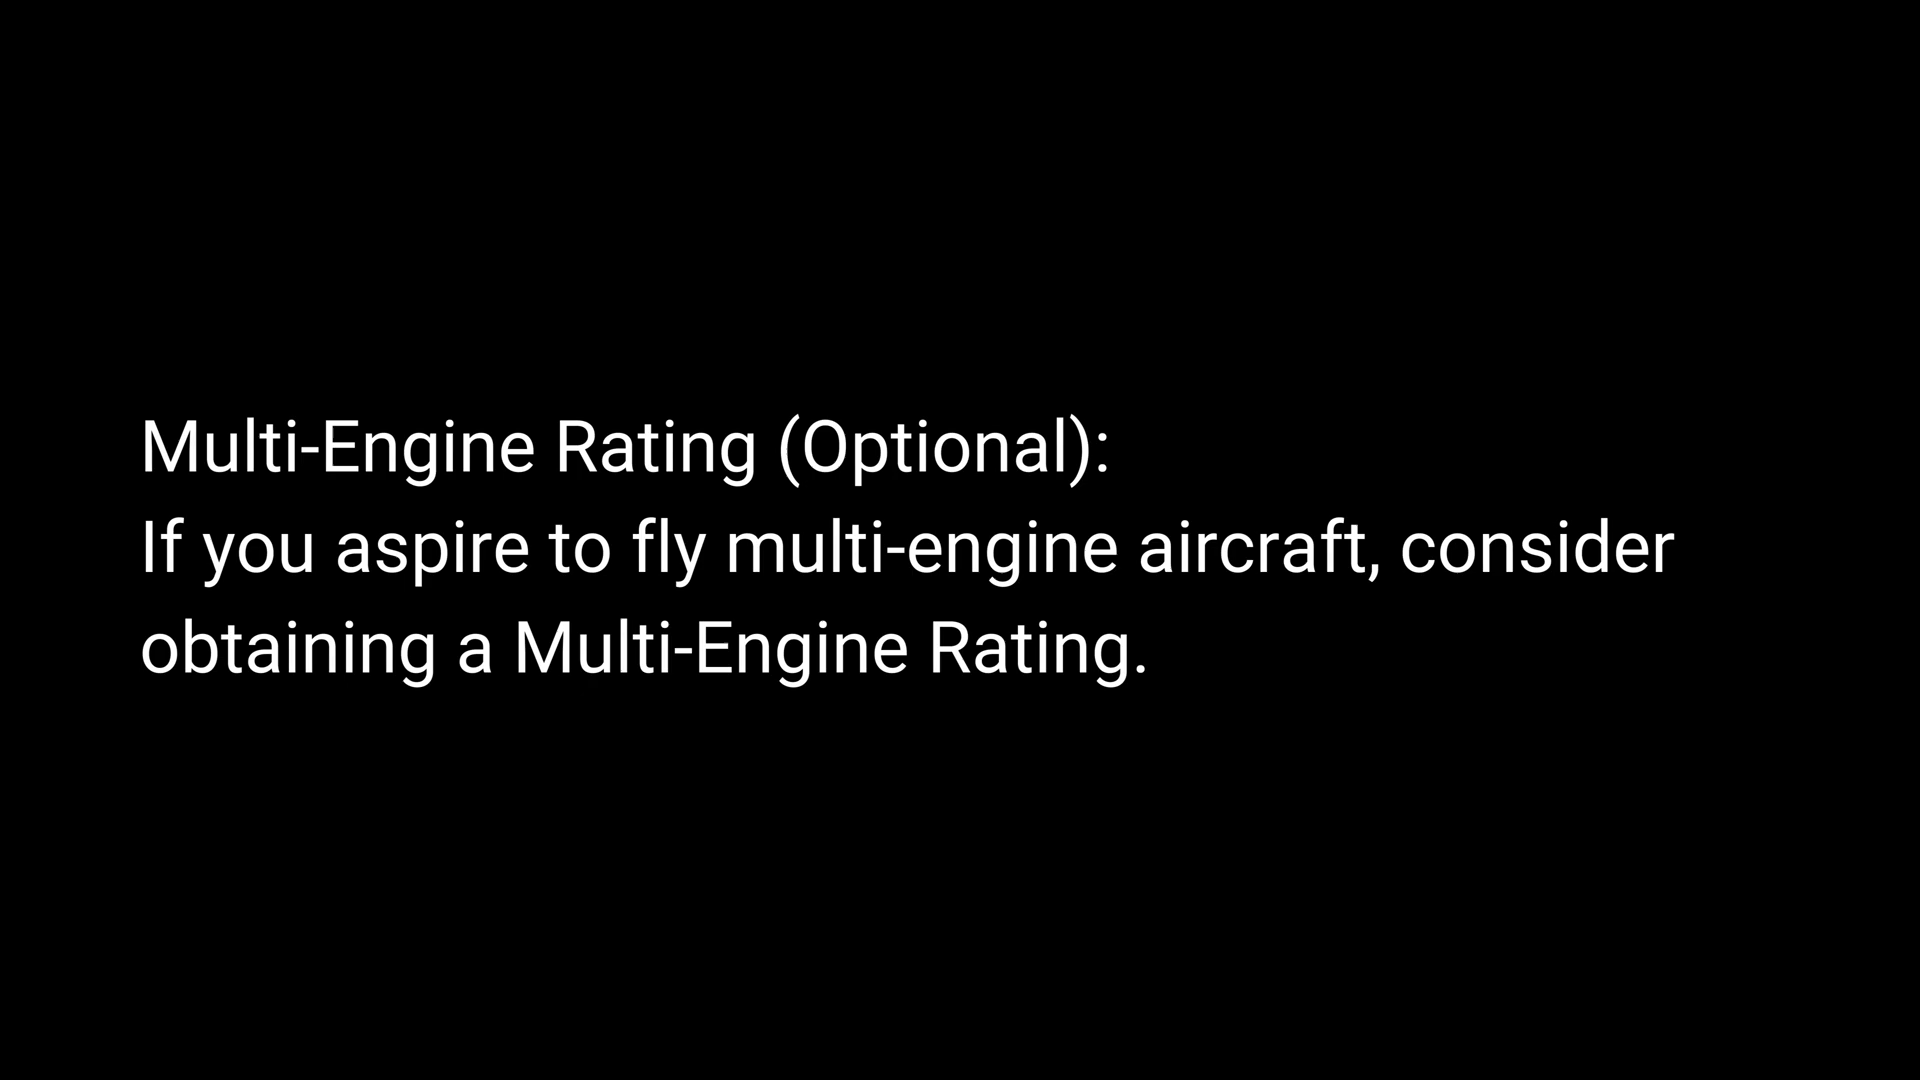 Multi-Engine Rating (Optional):
If you aspire to fly multi-engine aircraft, consider
obtaining a Multi-Engine Rating.